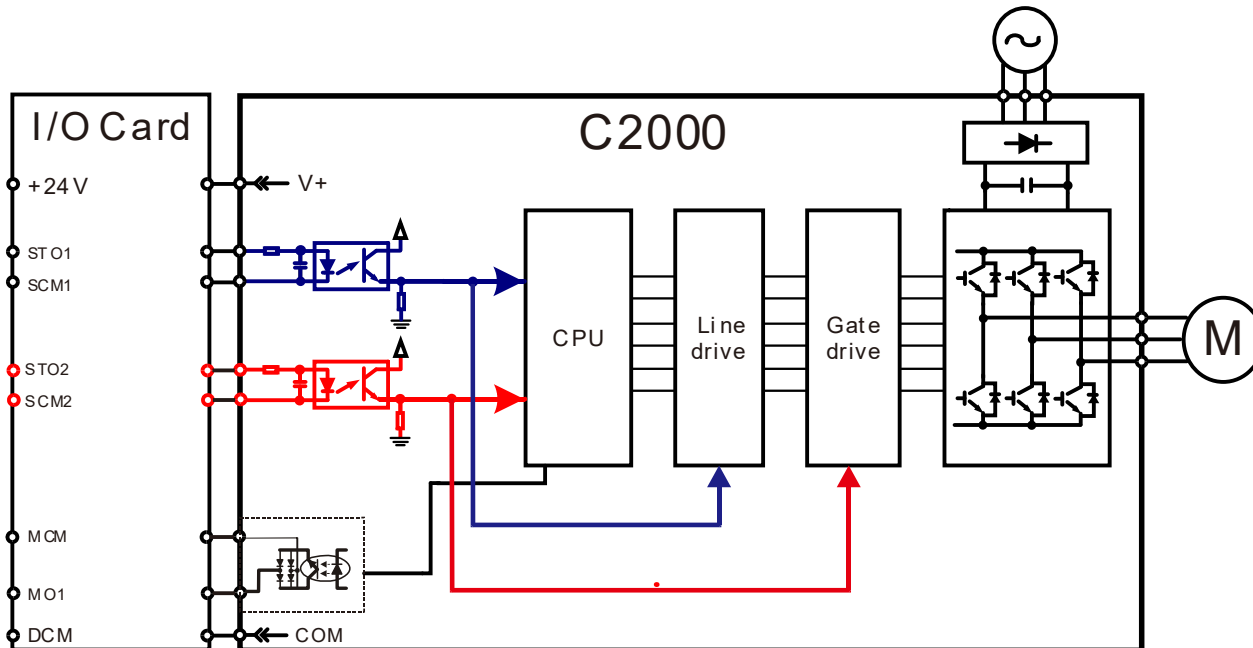 I/O Card
C2000
+24V
V+
STO1
SCM1
STO2
SCM2
CPU
Line
drive
Gate
drive
M
MCM
MO1
DCM
COM